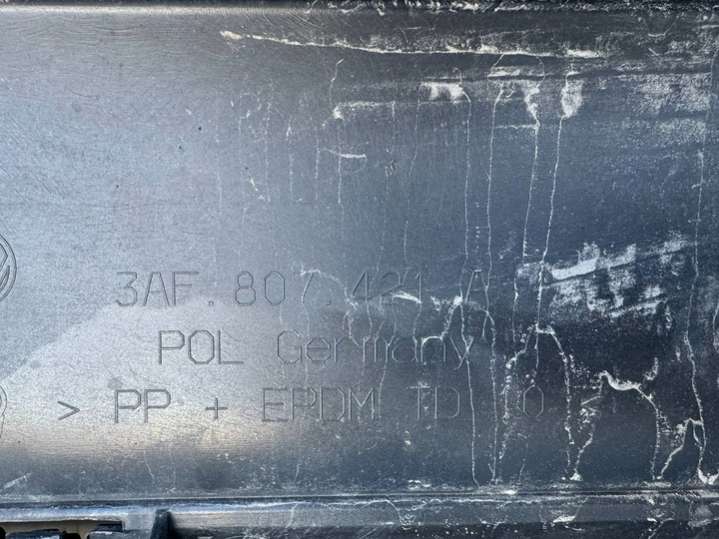 3AF.807.421 A
POL Germany
> PP + EPDM TD 10 <